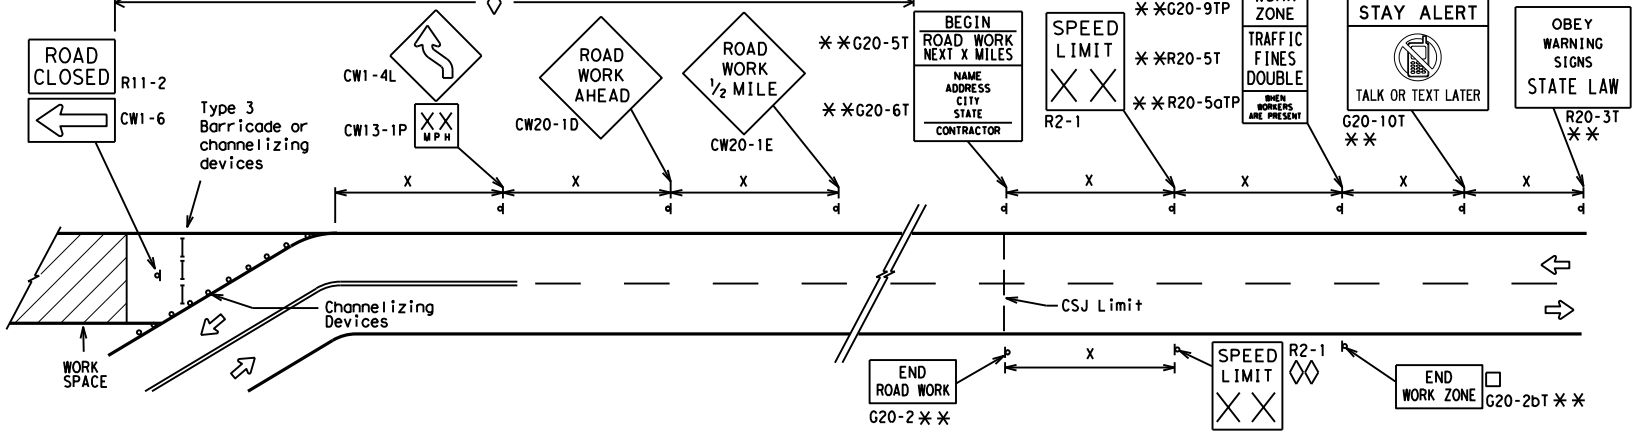 ROAD
CLOSED
R11-2
CW1-6
Type 3
Barricade or
channelizing
devices
CW1-4L
XX
MPH
CW13-1P
ROAD
WORK
AHEAD
CW20-1D
ROAD
WORK
1/2 MILE
CW20-1E
**G20-5T
**G20-6T
BEGIN
ROAD WORK
NEXT X MILES
NAME
ADDRESS
CITY
STATE
CONTRACTOR
SPEED
LIMIT
XX
R2-1
**G20-9TP
**R20-5T
**R20-5aTP
ZONE
TRAFFIC
FINES
DOUBLE
WHEN
WORKERS
ARE PRESENT
STAY ALERT
TALK OR TEXT LATER
G20-10T
**
OBEY
WARNING
SIGNS
STATE LAW
R20-3T
**
X
X
X
X
X
X
X
Channelizing
Devices
CSJ Limit
WORK
SPACE
END
ROAD WORK
G20-2 **
X
SPEED
LIMIT
XX
R2-1
END
WORK ZONE
G20-2bT **